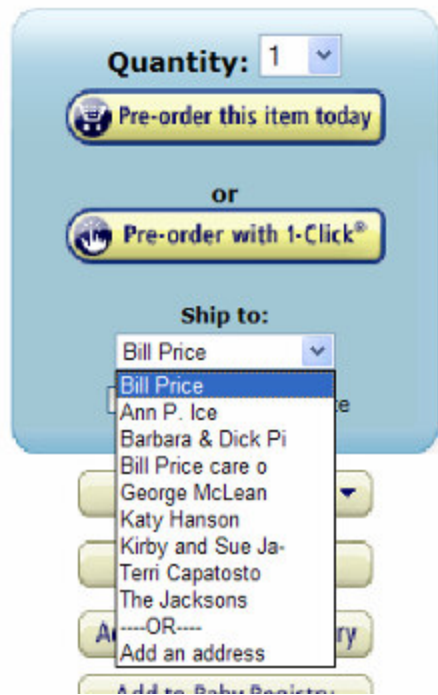 Quantity: 1
Pre-order this item today
or
Pre-order with 1-Click®
Ship to:
Bill Price
Bill Price
Ann P. Ice
Barbara & Dick Pi
Bill Price care o
George McLean
Katy Hanson
Kirby and Sue Ja-
Terri Capatosto
The Jacksons
----OR----
Add an address
Add to Baby Registry